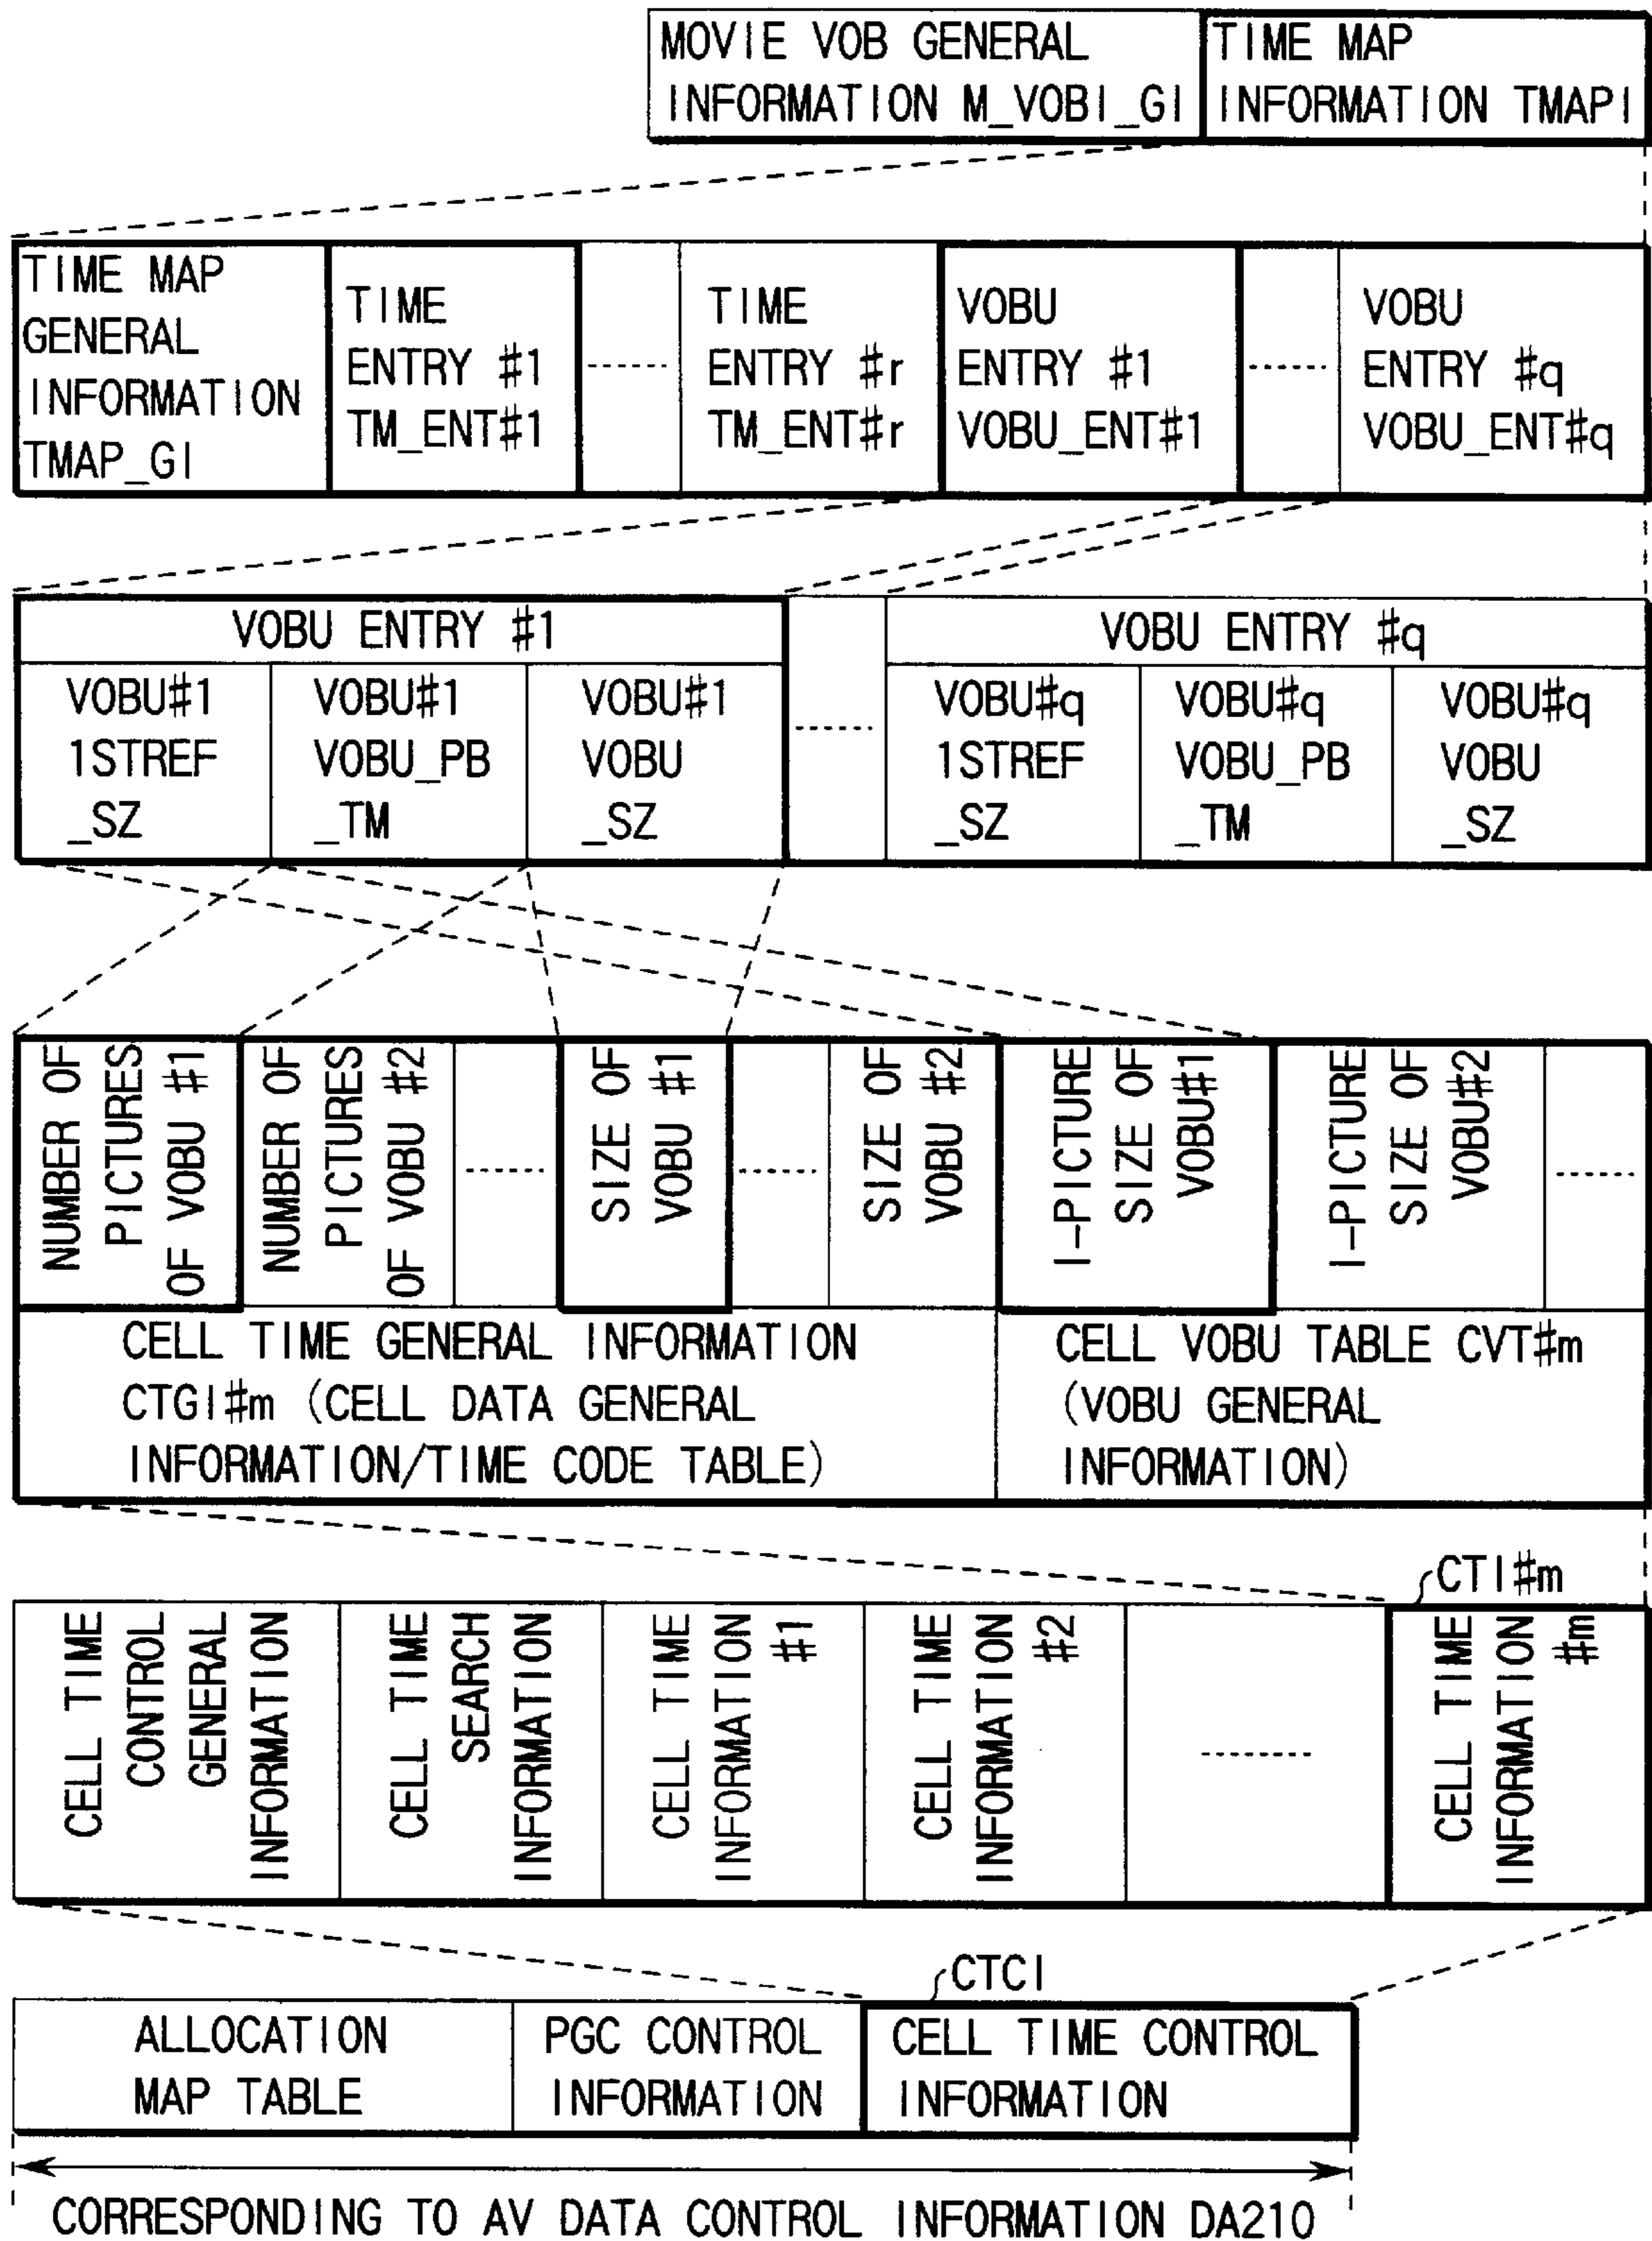 MOVIE VOB GENERAL
INFORMATION M_VOBI_GI
TIME MAP
INFORMATION TMAPI
TIME MAP
GENERAL
INFORMATION
TMAP_GI
TIME
ENTRY #1
TM_ENT#1
TIME
ENTRY #r
TM_ENT#r
VOBU
ENTRY #1
VOBU_ENT#1
VOBU
ENTRY #q
VOBU_ENT#q
VOBU ENTRY #1
VOBU#1
1STREF
_SZ
VOBU#1
VOBU_PB
_TM
VOBU#1
VOBU
_SZ
VOBU ENTRY #q
VOBU#q
1STREF
_SZ
VOBU#q
VOBU_PB
_TM
VOBU#q
VOBU
_SZ
NUMBER OF
PICTURES
OF VOBU #1
NUMBER OF
PICTURES
OF VOBU #2
SIZE OF
VOBU #1
SIZE OF
VOBU #2
I-PICTURE
SIZE OF
VOBU#1
I-PICTURE
SIZE OF
VOBU#2
CELL TIME GENERAL INFORMATION
CTGI#m (CELL DATA GENERAL
INFORMATION/TIME CODE TABLE)
CELL VOBU TABLE CVT#m
(VOBU GENERAL
INFORMATION)
CTI#m
CELL TIME
CONTROL
GENERAL
INFORMATION
CELL TIME
SEARCH
INFORMATION
CELL TIME
INFORMATION
#1
CELL TIME
INFORMATION
#2
CELL TIME
INFORMATION
#m
CTCI
ALLOCATION
MAP TABLE
PGC CONTROL
INFORMATION
CELL TIME CONTROL
INFORMATION
CORRESPONDING TO AV DATA CONTROL INFORMATION DA210